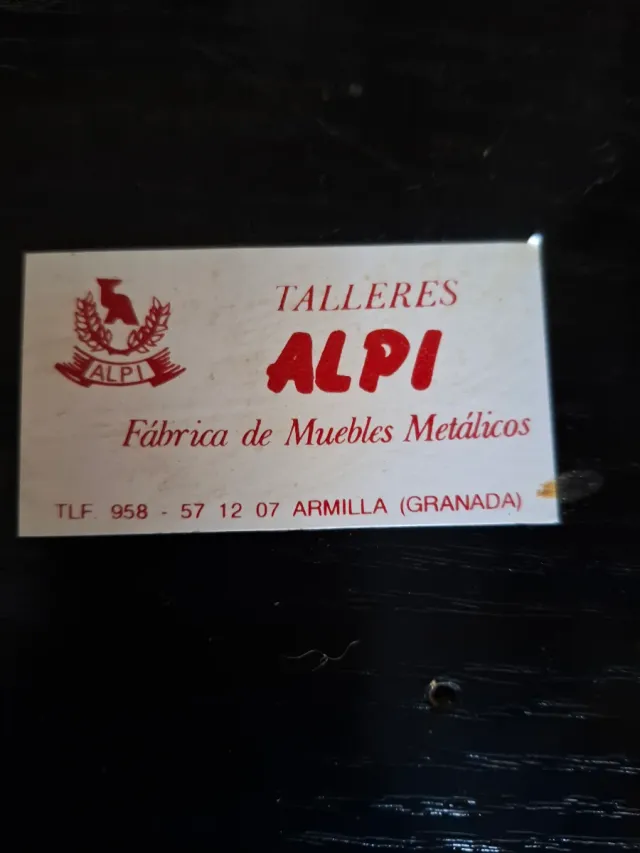 TALLERES
ALPI
ALPI
Fábrica de Muebles Metálicos
TLF. 958 - 57 12 07 ARMILLA (GRANADA)